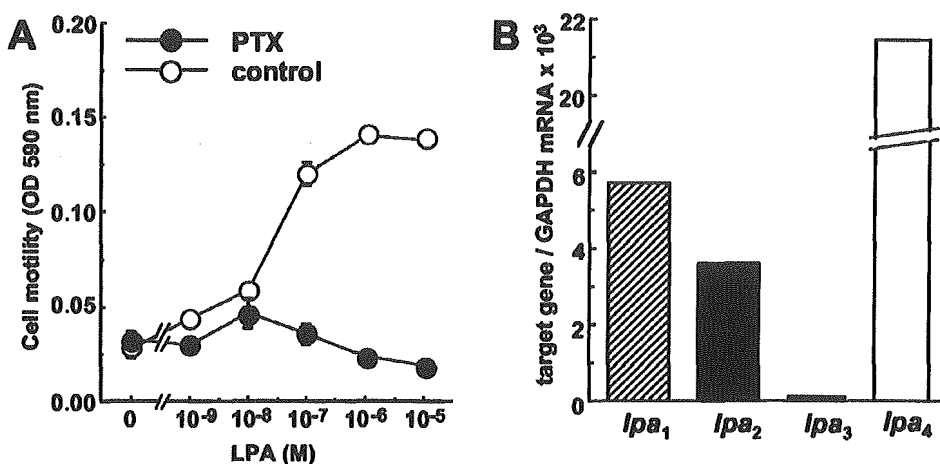 A
PTX
control
0.20
0.15
0.10
0.05
0.00
Cell motility (OD 590 nm)
0 10-9 10-8 10-7 10-6 10-5
LPA (M)
B
22
20
6
4
2
0
target gene / GAPDH mRNA x 10³
lpa₁ lpa₂ lpa₃ lpa₄